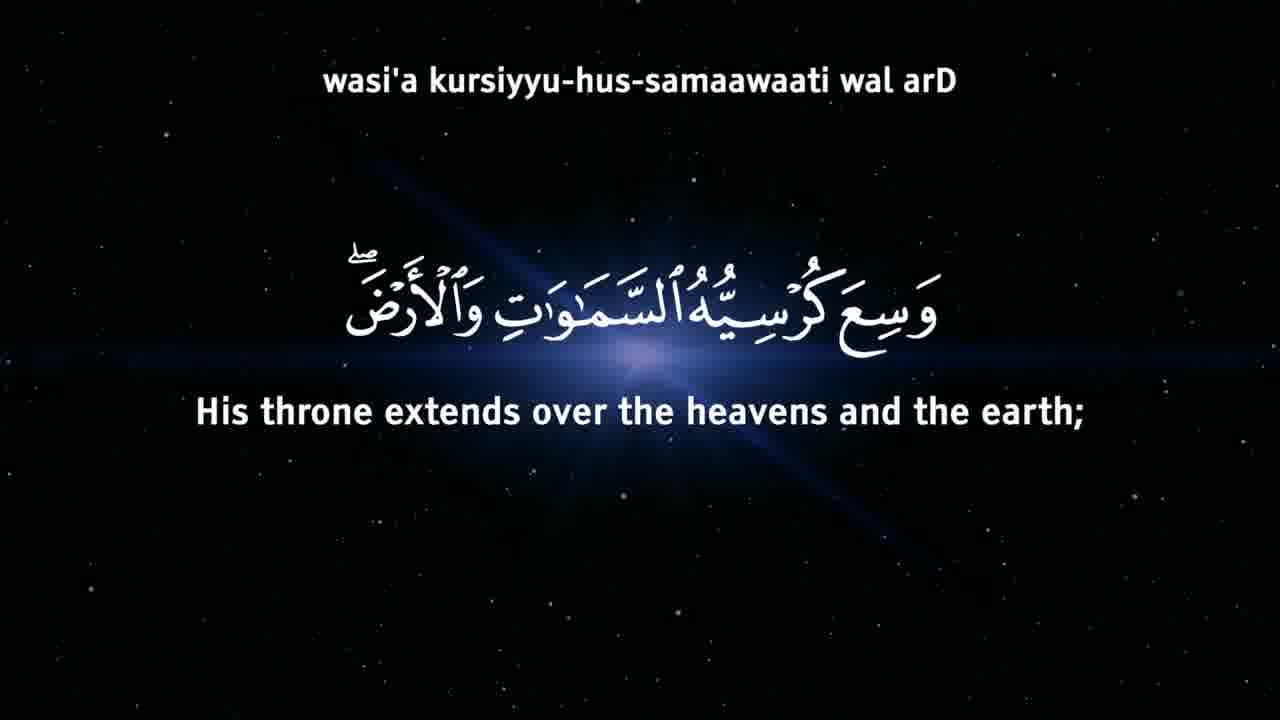 wasi'a kursiyyu-hus-samaawaati wal arD
وَسِعَ كُرْسِيُّهُ ٱلسَّمَـٰوَٰتِ وَٱلْأَرْضَ ۖ
His throne extends over the heavens and the earth;